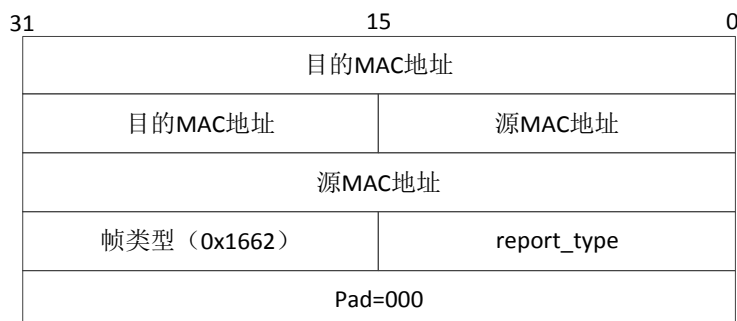 31 15 0
目的MAC地址
目的MAC地址 源MAC地址
源MAC地址
帧类型（0x1662） report_type
Pad=000